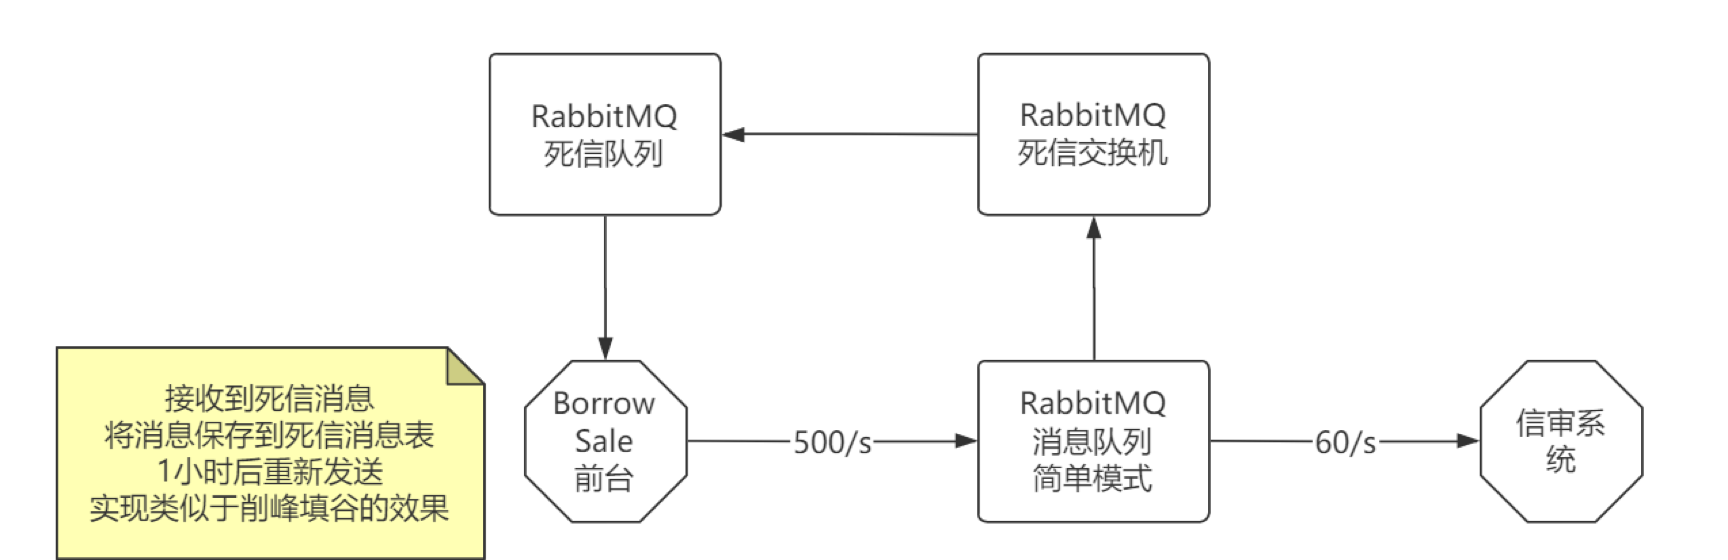 RabbitMQ
死信队列
RabbitMQ
死信交换机
接收到死信消息
将消息保存到死信消息表
1小时后重新发送
实现类似于削峰填谷的效果
Borrow
Sale
前台
500/s
RabbitMQ
消息队列
简单模式
60/s
信审系
统